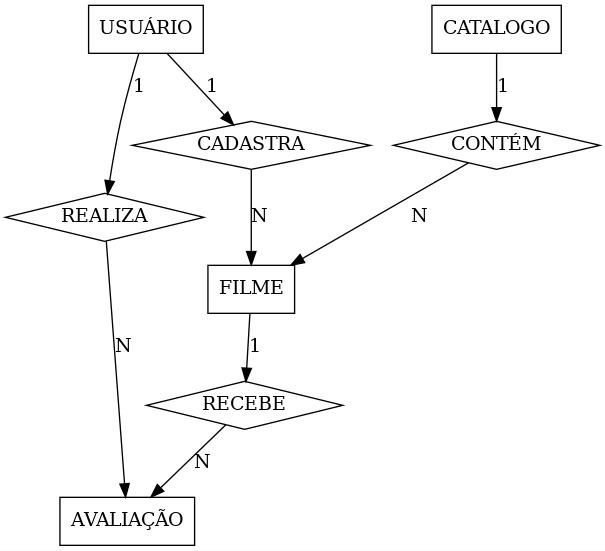 USUÁRIO
CATALOGO
1
1
1
CADASTRA
CONTÉM
REALIZA
N
N
FILME
N
1
RECEBE
N
AVALIAÇÃO